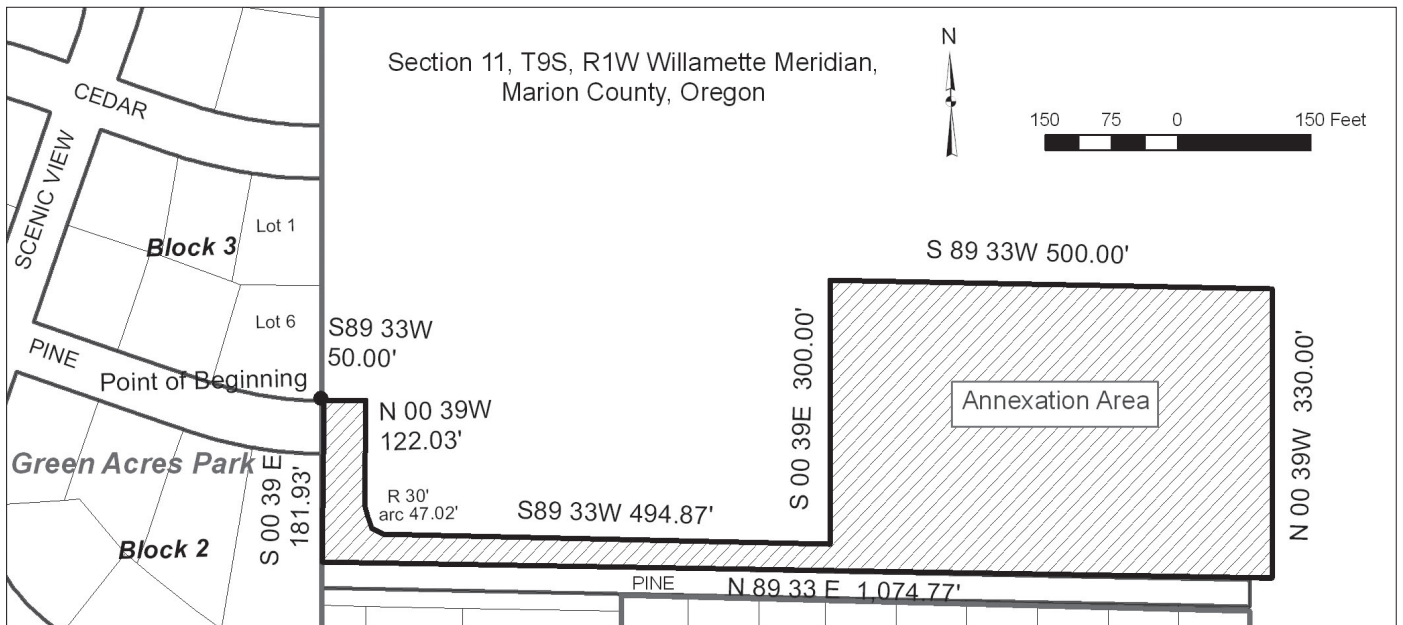 Section 11, T9S, R1W Willamette Meridian,
Marion County, Oregon
N
150 75 0 150 Feet
CEDAR
SCENIC VIEW
Lot 1
Block 3
Lot 6
PINE
Point of Beginning
S89 33W
50.00'
N 00 39W
122.03'
Green Acres Park
S 00 39 E
181.93'
R 30'
arc 47.02'
S89 33W 494.87'
Block 2
S 89 33W 500.00'
S 00 39E 300.00'
Annexation Area
N 00 39W 330.00'
PINE
N 89 33 E 1,074.77'